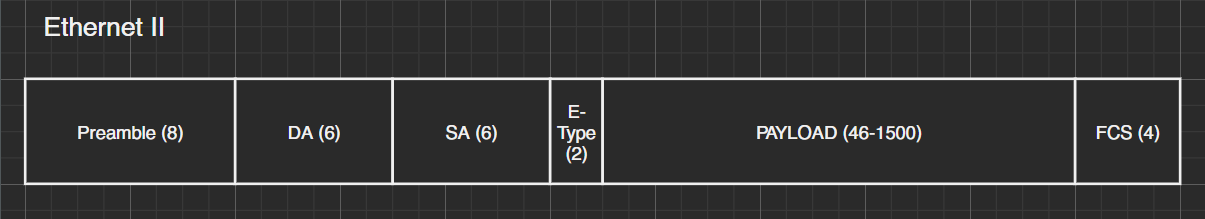 Ethernet II
Preamble (8)
DA (6)
SA (6)
E-
Type
(2)
PAYLOAD (46-1500)
FCS (4)